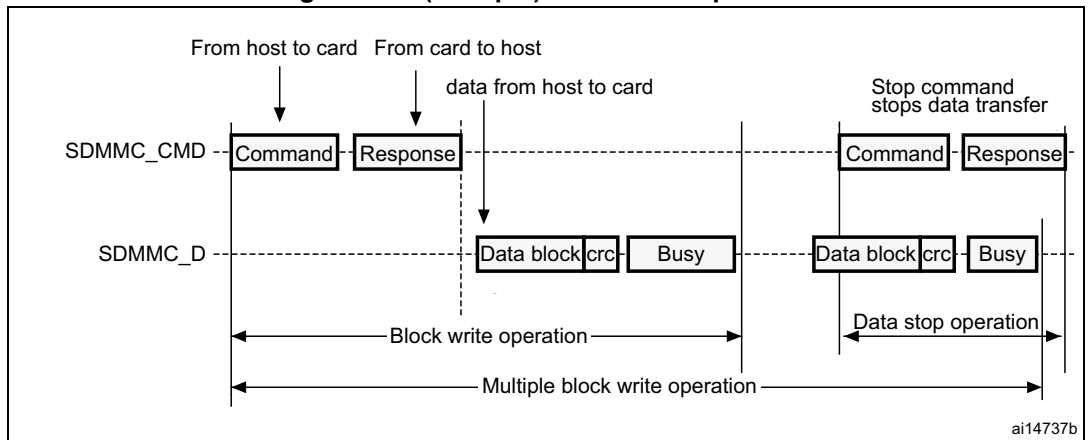 From host to card From card to host
data from host to card
Stop command
stops data transfer
SDMMC_CMD Command Response Command Response
SDMMC_D Data block crc Busy Data block crc Busy
Block write operation
Data stop operation
Multiple block write operation
ai14737b